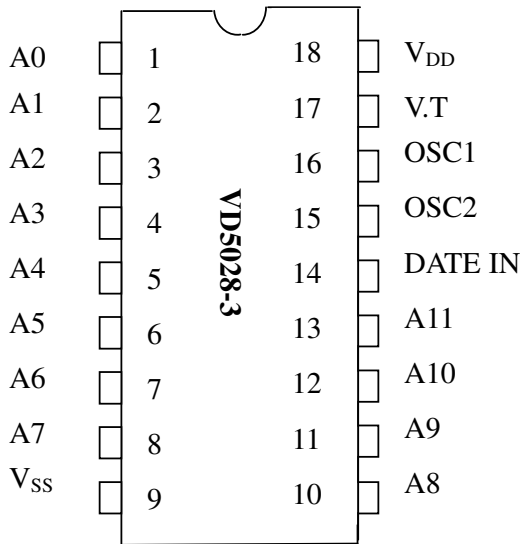 A0 1 18 VDD
A1 2 17 V.T
A2 3 16 OSC1
A3 4 15 OSC2
A4 5 14 DATE IN
A5 6 13 A11
A6 7 12 A10
A7 8 11 A9
VSS 9 10 A8
VD5028-3